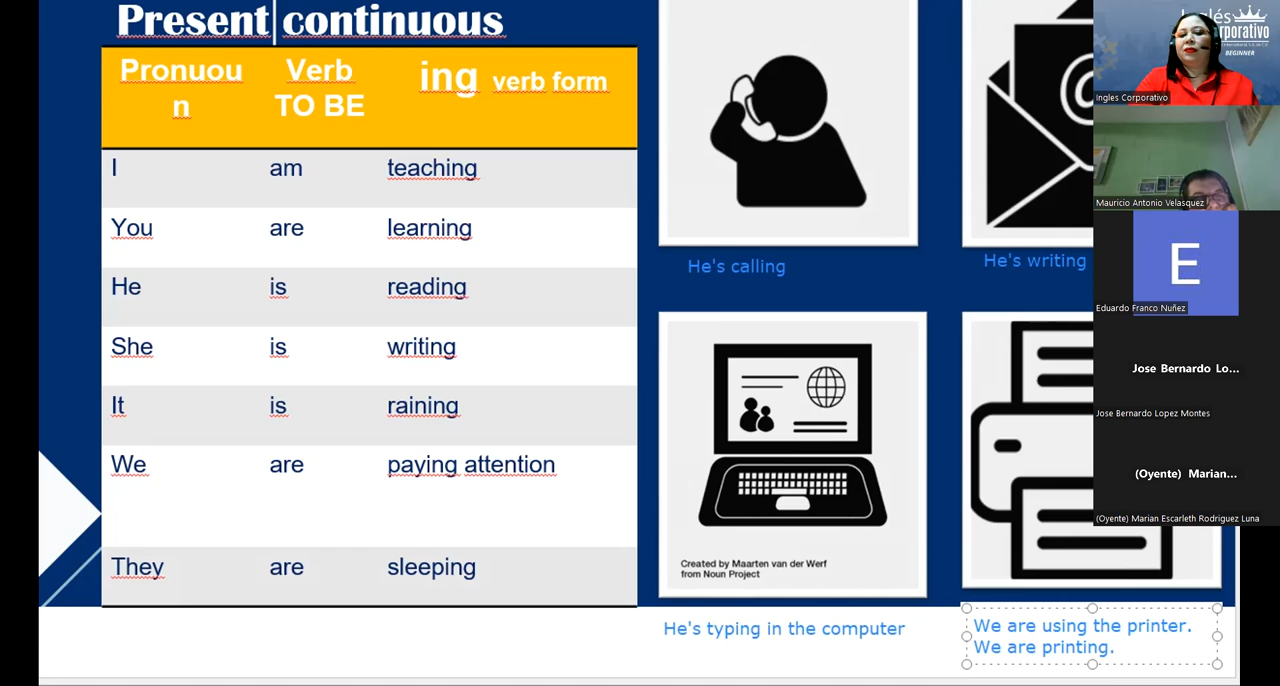 Present continuous
Pronuou
n
Verb
TO BE
ing verb form
I am teaching
You are learning
He is reading
She is writing
It is raining
We are paying attention
They are sleeping
He's calling
He's writing
Created by Maarten van der Werf
from Noun Project
He's typing in the computer
We are using the printer.
We are printing.
BEGINNER
Ingles Corporativo
Mauricio Antonio Velasquez
E
Eduardo Franco Nuñez
Jose Bernardo Lo...
Jose Bernardo Lopez Montes
(Oyente) Marian...
(Oyente) Marian Escarleth Rodriguez Luna